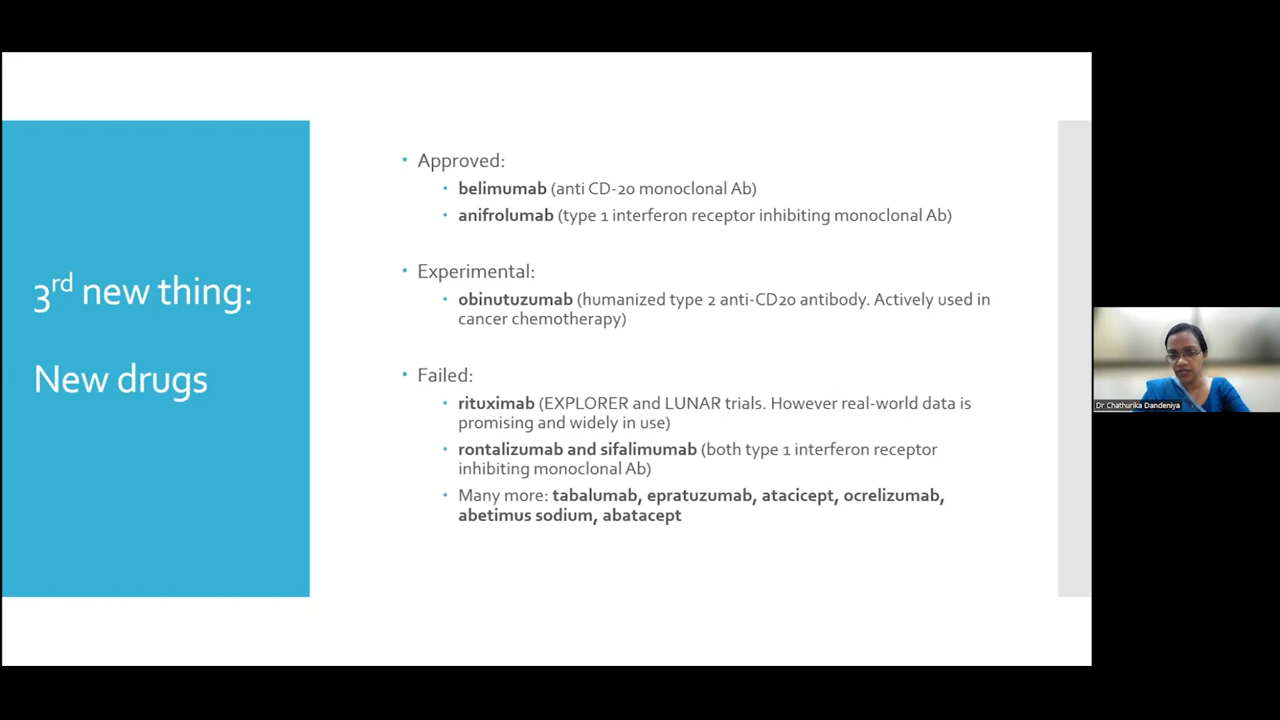 3rd new thing:
New drugs
• Approved:
• belimumab (anti CD-20 monoclonal Ab)
• anifrolumab (type 1 interferon receptor inhibiting monoclonal Ab)
• Experimental:
• obinutuzumab (humanized type 2 anti-CD20 antibody. Actively used in
cancer chemotherapy)
• Failed:
• rituximab (EXPLORER and LUNAR trials. However real-world data is
promising and widely in use)
• rontalizumab and sifalimumab (both type 1 interferon receptor
inhibiting monoclonal Ab)
• Many more: tabalumab, epratuzumab, atacicept, ocrelizumab,
abetimus sodium, abatacept
Dr Chathurika Dandeniya